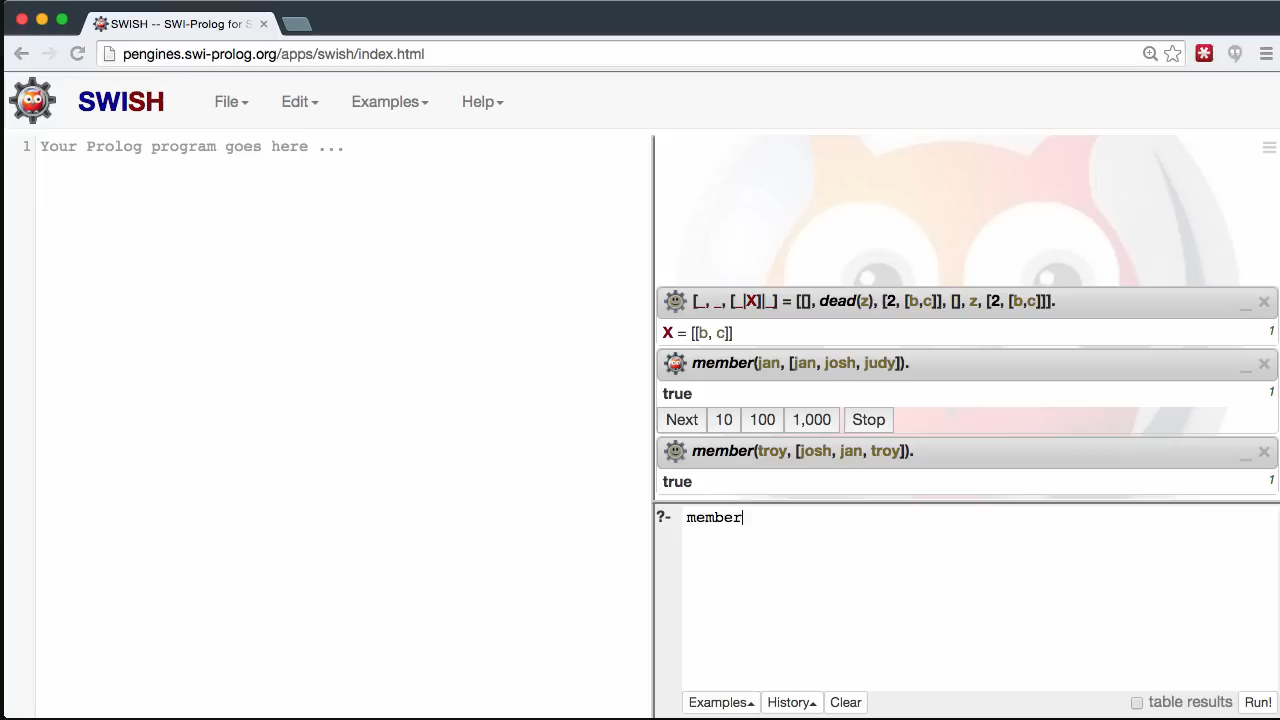 SWISH -- SWI-Prolog for S
pengines.swi-prolog.org/apps/swish/index.html
SWISH File Edit Examples Help
1 Your Prolog program goes here ...
[_, _, [_|X]|_] = [[], dead(z), [2, [b,c]], [], z, [2, [b,c]]].
X = [[b, c]] 1
member(jan, [jan, josh, judy]).
true 1
Next 10 100 1,000 Stop
member(troy, [josh, jan, troy]).
true 1
?- member
Examples History Clear table results Run!